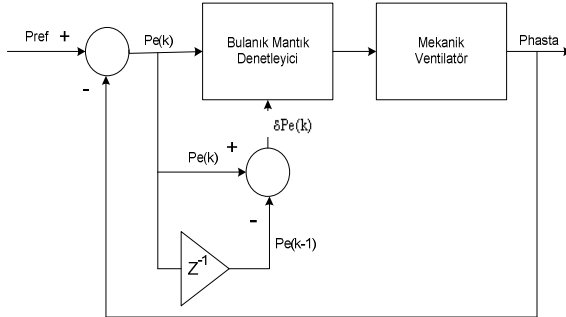 Pref
+
-
Pe(k)
Bulanık Mantık
Denetleyici
Mekanik
Ventilatör
Phasta
δPe(k)
Pe(k)
+
-
Z⁻¹
Pe(k-1)